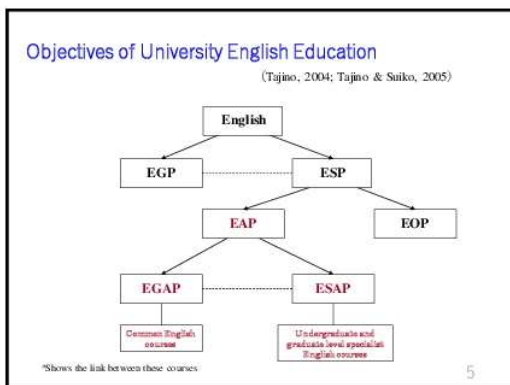 Objectives of University English Education
(Tajino, 2004; Tajino & Suiko, 2005)
English
EGP
ESP
EAP
EOP
EGAP
ESAP
Common English
courses
Undergraduate and
graduate level specialist
English courses
*Shows the link between these courses
5